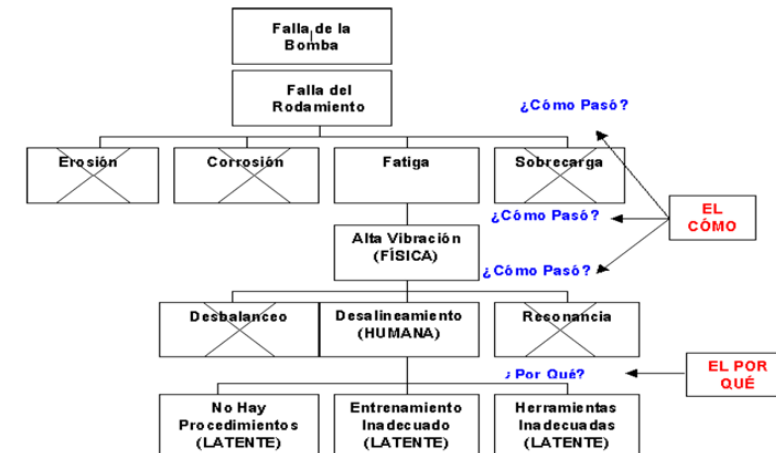 Falla de la
Bomba
Falla del
Rodamiento
¿Cómo Pasó?
Erosión
Corrosión
Fatiga
Sobrecarga
EL
CÓMO
¿Cómo Pasó?
Alta Vibración
(FÍSICA)
¿Cómo Pasó?
Desbalanceo
Desalineamiento
(HUMANA)
Resonancia
¿Por Qué?
EL POR
QUÉ
No Hay
Procedimientos
(LATENTE)
Entrenamiento
Inadecuado
(LATENTE)
Herramientas
Inadecuadas
(LATENTE)